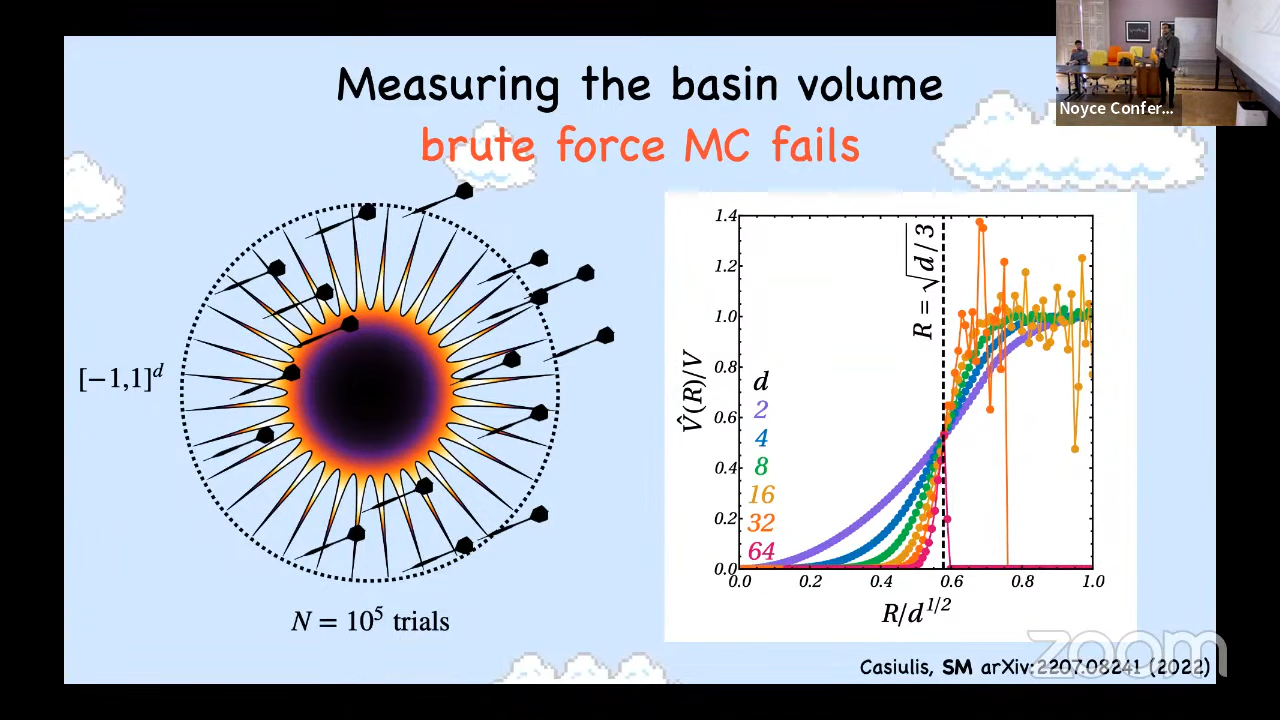 Measuring the basin volume
brute force MC fails
Noyce Confer...
[−1,1]^d
N = 10^5 trials
1.4
1.2
1.0
0.8
0.6
0.4
0.2
0.0
V̂(R)/V
R = √d/3
d
2
4
8
16
32
64
0.0 0.2 0.4 0.6 0.8 1.0
R/d^1/2
zoom
Casiulis, SM arXiv:2207.08241 (2022)